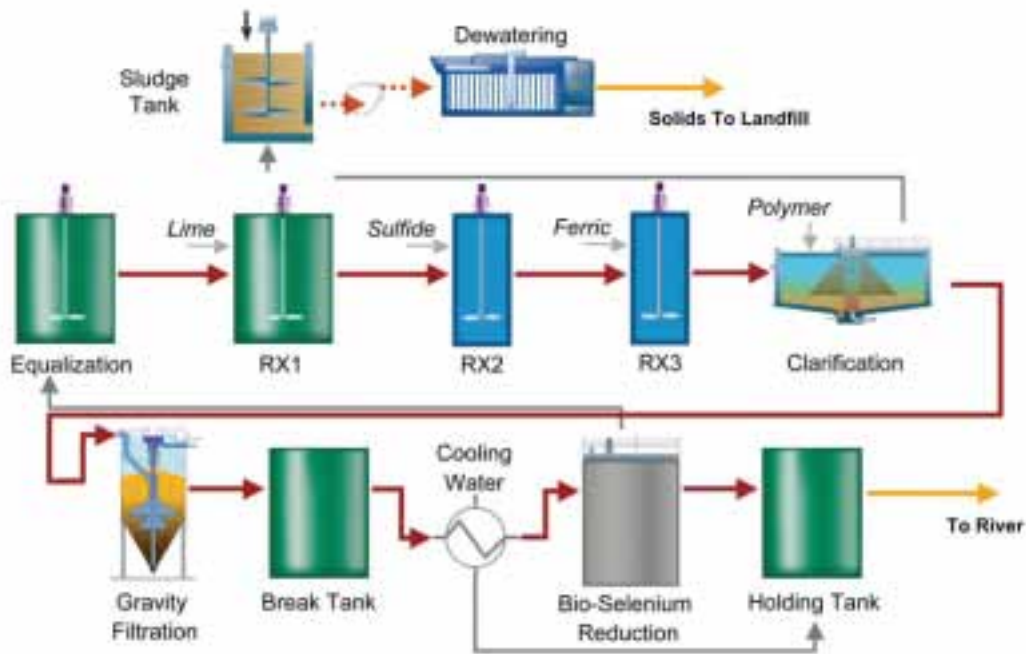 Dewatering
Sludge
Tank
Solids To Landfill
Lime
Sulfide
Ferric
Polymer
Equalization
RX1
RX2
RX3
Clarification
Cooling
Water
To River
Gravity
Filtration
Break Tank
Bio-Selenium
Reduction
Holding Tank